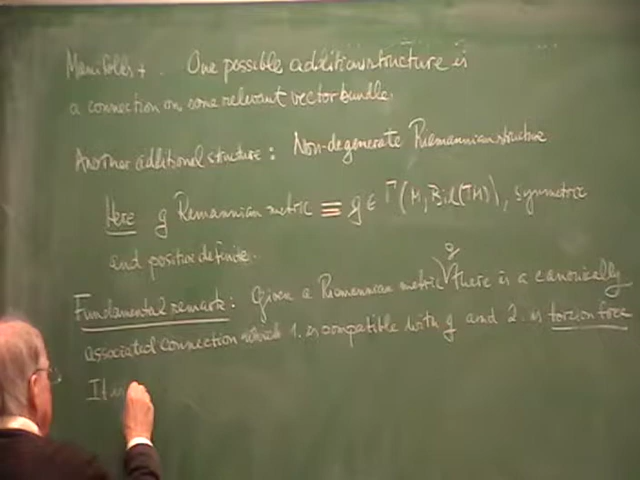 Manifolds + . One possible addition structure is
a connection on some relevant vector bundle.
Another additional structure : Non-degenerate Riemannian structure
Here g Riemannian metric ≡ g ∈ Γ(M, Bil(TM)), symmetric
and positive definite.
Fundamental remark : Given a Riemannian metric g there is a canonically
associated connection which 1. is compatible with g and 2. is torsion free
It is